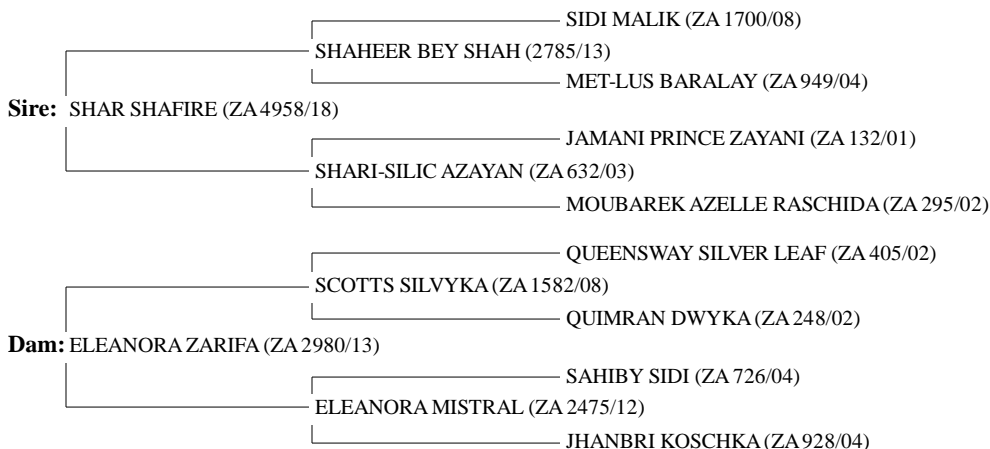 SIDI MALIK (ZA 1700/08)
SHAHEER BEY SHAH (2785/13)
MET-LUS BARALAY (ZA 949/04)
Sire: SHAR SHAFIRE (ZA 4958/18)
JAMANI PRINCE ZAYANI (ZA 132/01)
SHARI-SILIC AZAYAN (ZA 632/03)
MOUBAREK AZELLE RASCHIDA (ZA 295/02)
QUEENSWAY SILVER LEAF (ZA 405/02)
SCOTTS SILVYKA (ZA 1582/08)
QUIMRAN DWYKA (ZA 248/02)
Dam: ELEANORA ZARIFA (ZA 2980/13)
SAHIBY SIDI (ZA 726/04)
ELEANORA MISTRAL (ZA 2475/12)
JHANBRI KOSCHKA (ZA 928/04)